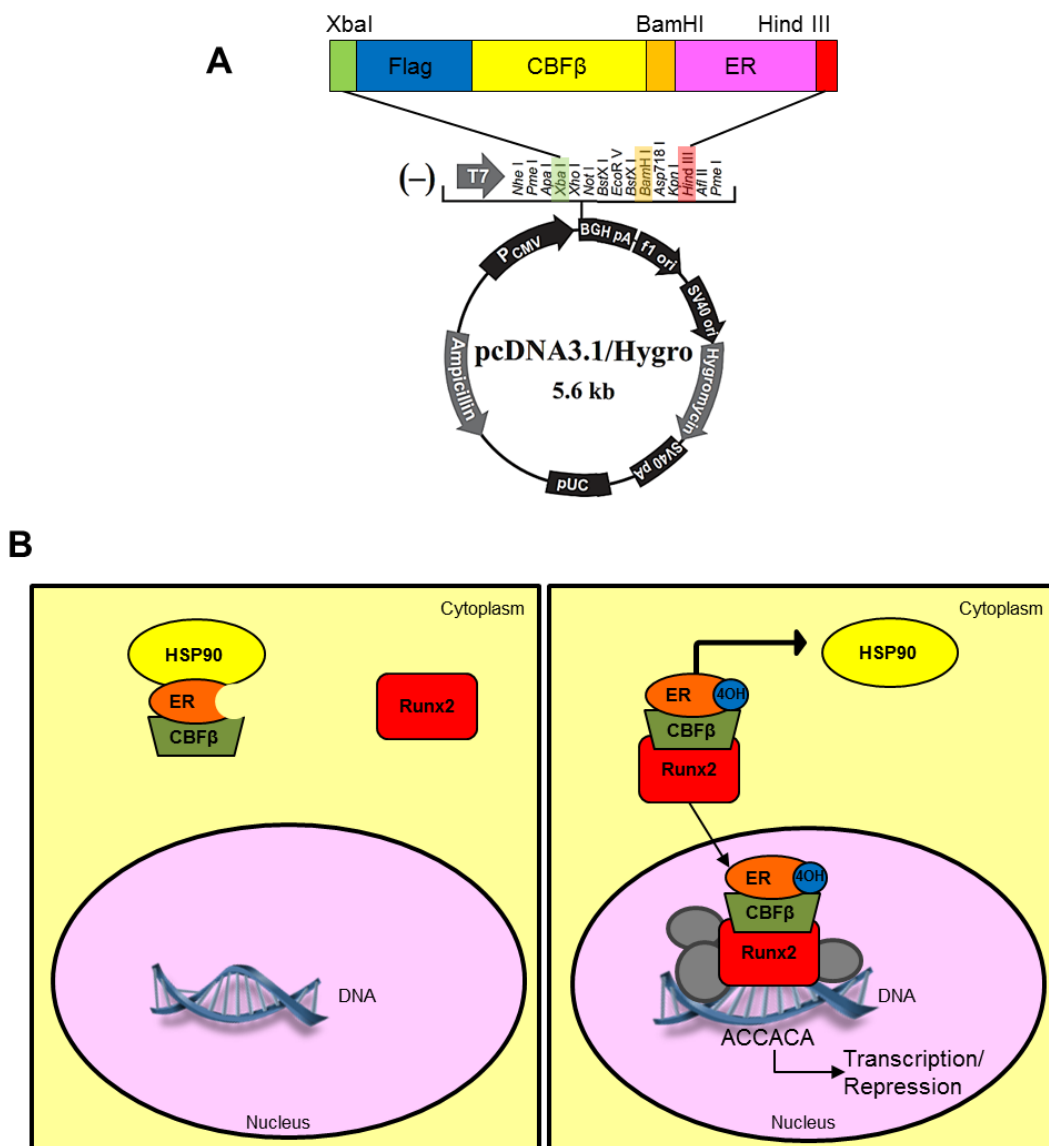 A
XbaI BamHI Hind III
Flag CBFβ ER
(–) T7 Nhe I Pme I Apa I Xba I Xho I Not I BstX I EcoR V BstX I BamH I Asp718 I Kpn I Hind III Afl II Pme I
PCMV BGH pA f1 ori
SV40 ori
Ampicillin pcDNA3.1/Hygro Hygromycin
5.6 kb
SV40 pA
pUC
B
Cytoplasm
HSP90
ER
CBFβ
Runx2
DNA
Nucleus
Cytoplasm
HSP90
ER 4OH
CBFβ
Runx2
ER 4OH
CBFβ
Runx2
DNA
ACCACA
Transcription/
Repression
Nucleus